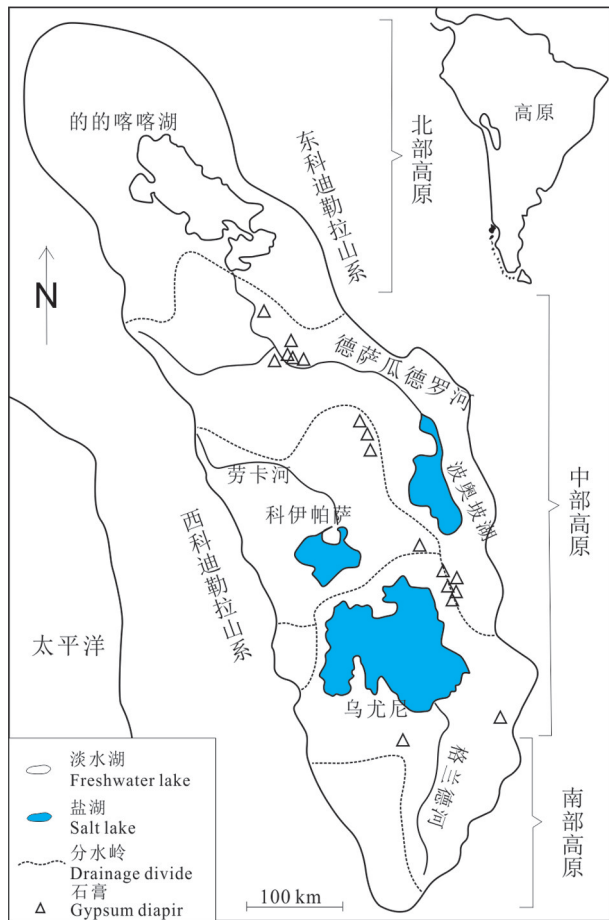 的的喀喀湖
东科迪勒拉山系
北部高原
高原
N
德萨瓜德罗河
劳卡河
科伊帕萨
波奥坡湖
中部高原
西科迪勒拉山系
太平洋
乌尤尼
格兰德河
南部高原
淡水湖
Freshwater lake
盐湖
Salt lake
分水岭
Drainage divide
石膏
Gypsum diapir
100 km